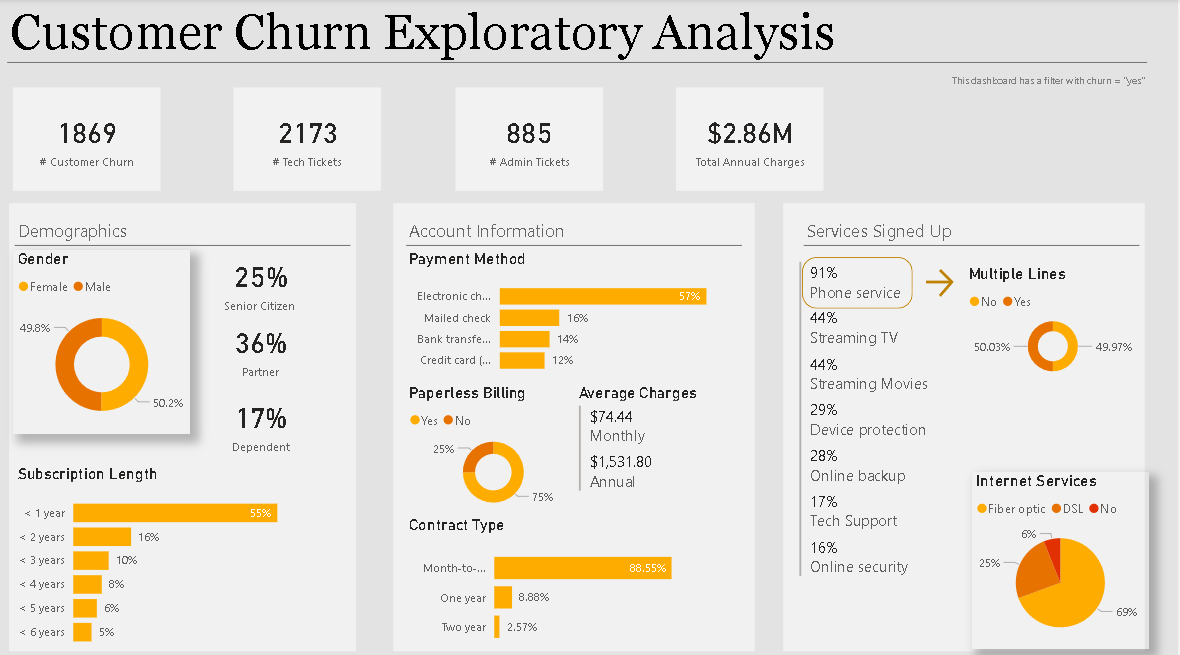 Customer Churn Exploratory Analysis
This dashboard has a filter with churn = "yes"
1869
# Customer Churn
2173
# Tech Tickets
885
# Admin Tickets
$2.86M
Total Annual Charges
Demographics
Gender
Female Male
49.8%
50.2%
25%
Senior Citizen
36%
Partner
17%
Dependent
Subscription Length
< 1 year 55%
< 2 years 16%
< 3 years 10%
< 4 years 8%
< 5 years 6%
< 6 years 5%
Account Information
Payment Method
Electronic ch... 57%
Mailed check 16%
Bank transfe... 14%
Credit card (... 12%
Paperless Billing
Yes No
25%
75%
Average Charges
$74.44
Monthly
$1,531.80
Annual
Contract Type
Month-to-... 88.55%
One year 8.88%
Two year 2.57%
Services Signed Up
91%
Phone service
44%
Streaming TV
44%
Streaming Movies
29%
Device protection
28%
Online backup
17%
Tech Support
16%
Online security
Multiple Lines
No Yes
50.03% 49.97%
Internet Services
Fiber optic DSL No
6%
25%
69%